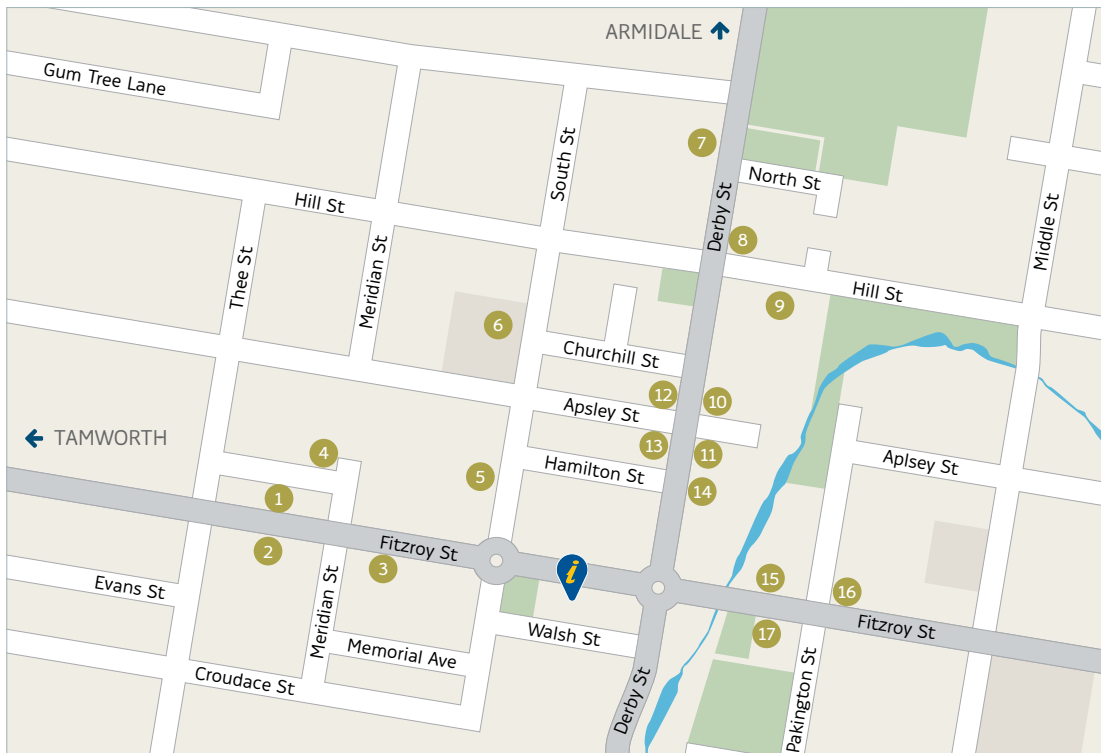 ARMIDALE
Gum Tree Lane
7
South St
North St
Derby St
Hill St
8
Middle St
Thee St
Meridian St
Hill St
9
6
Churchill St
12
10
Apsley St
TAMWORTH
13
11
4
Aplsey St
5
Hamilton St
14
1
Fitzroy St
2
3
i
15
16
Evans St
Fitzroy St
17
Walsh St
Meridian St
Memorial Ave
Croudace St
Derby St
Pakington St